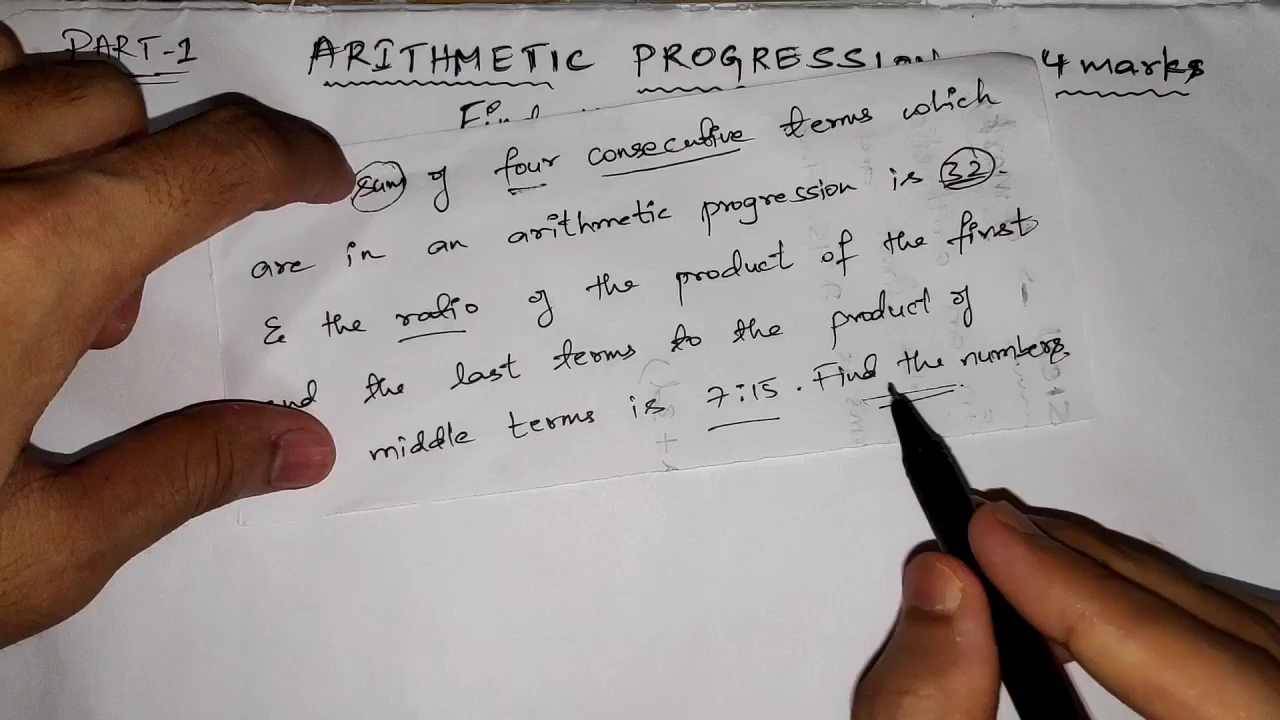 PART-1 ARITHMETIC PROGRESSION 4 marks
Find
sum of four consecutive terms which
are in an arithmetic progression is 32.
& the ratio of the product of the first
and the last terms to the product of
middle terms is 7:15. Find the numbers